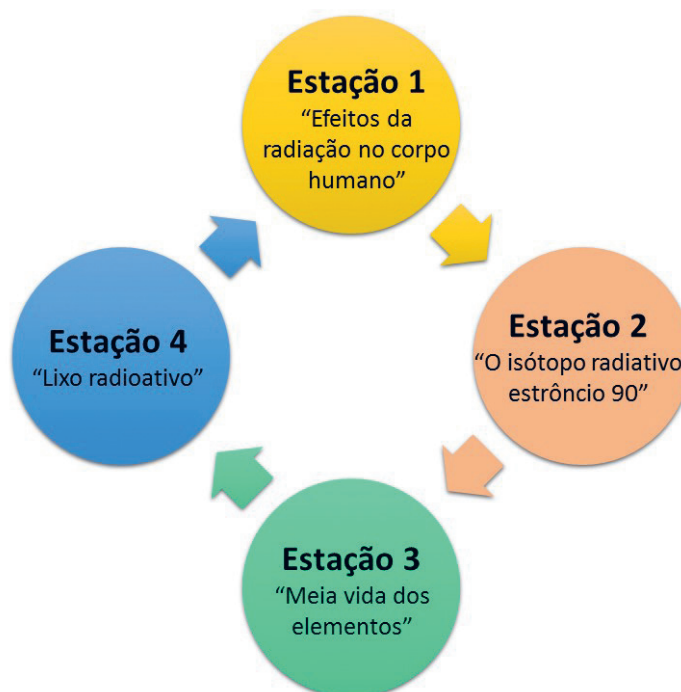 Estação 1
“Efeitos da
radiação no corpo
humano”
Estação 2
“O isótopo radiativo
estrôncio 90”
Estação 3
“Meia vida dos
elementos”
Estação 4
“Lixo radioativo”